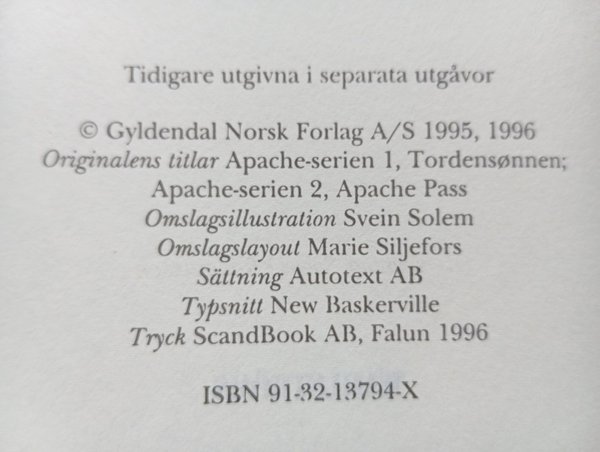 Tidigare utgivna i separata utgåvor
© Gyldendal Norsk Forlag A/S 1995, 1996
Originalens titlar Apache-serien 1, Tordensønnen;
Apache-serien 2, Apache Pass
Omslagsillustration Svein Solem
Omslagslayout Marie Siljefors
Sättning Autotext AB
Typsnitt New Baskerville
Tryck ScandBook AB, Falun 1996
ISBN 91-32-13794-X